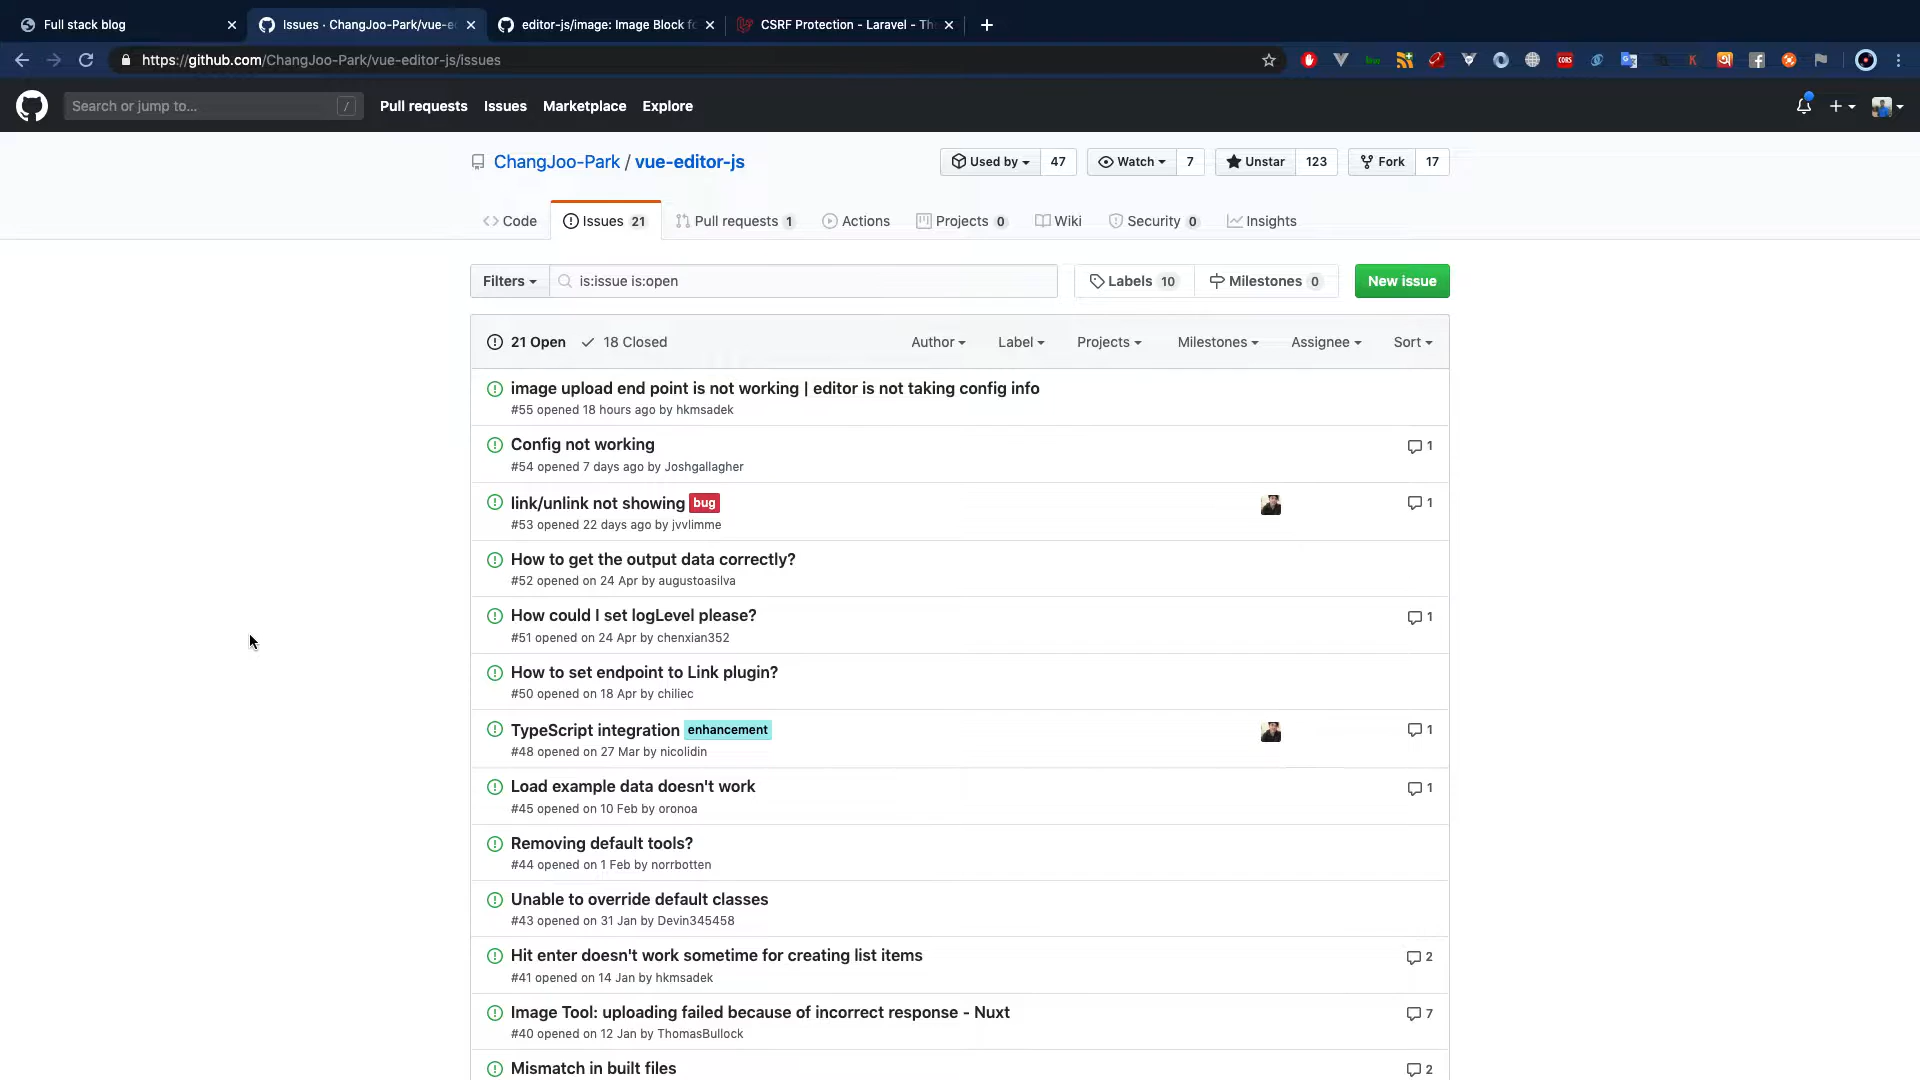 Full stack blog
Issues · ChangJoo-Park/vue-ed
editor-js/image: Image Block fo
CSRF Protection - Laravel - Th
https://github.com/ChangJoo-Park/vue-editor-js/issues
Search or jump to...
/
Pull requests
Issues
Marketplace
Explore
ChangJoo-Park / vue-editor-js
Used by 47
Watch 7
Unstar 123
Fork 17
Code
Issues 21
Pull requests 1
Actions
Projects 0
Wiki
Security 0
Insights
Filters
is:issue is:open
Labels 10
Milestones 0
New issue
21 Open
18 Closed
Author
Label
Projects
Milestones
Assignee
Sort
image upload end point is not working | editor is not taking config info
#55 opened 18 hours ago by hkmsadek
Config not working
1
#54 opened 7 days ago by Joshgallagher
link/unlink not showing bug
1
#53 opened 22 days ago by jvvlimme
How to get the output data correctly?
#52 opened on 24 Apr by augustoasilva
How could I set logLevel please?
1
#51 opened on 24 Apr by chenxian352
How to set endpoint to Link plugin?
#50 opened on 18 Apr by chiliec
TypeScript integration enhancement
1
#48 opened on 27 Mar by nicolidin
Load example data doesn't work
1
#45 opened on 10 Feb by oronoa
Removing default tools?
#44 opened on 1 Feb by norrbotten
Unable to override default classes
#43 opened on 31 Jan by Devin345458
Hit enter doesn't work sometime for creating list items
2
#41 opened on 14 Jan by hkmsadek
Image Tool: uploading failed because of incorrect response - Nuxt
7
#40 opened on 12 Jan by ThomasBullock
Mismatch in built files
2